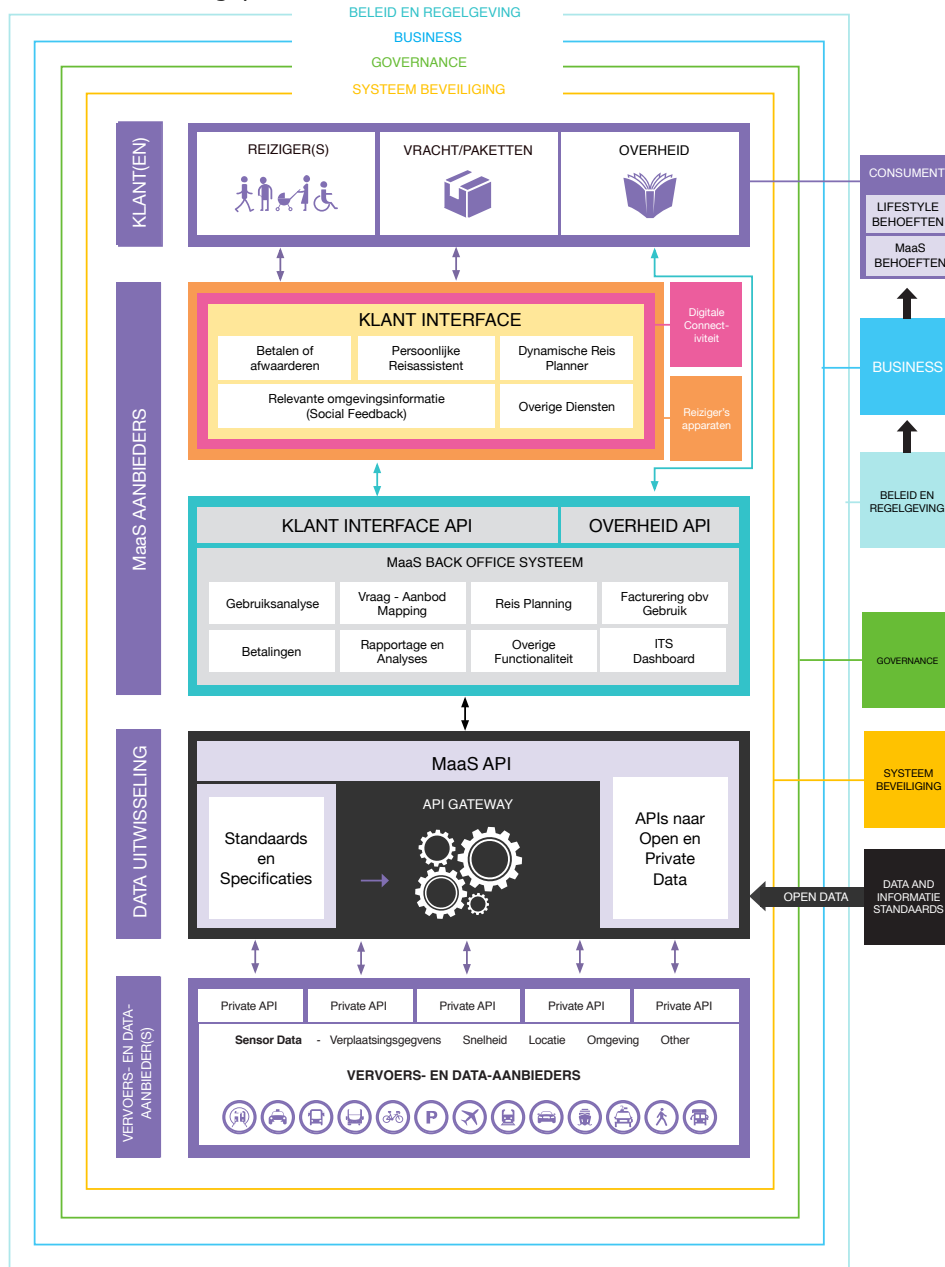 BELEID EN REGELGEVING
BUSINESS
GOVERNANCE
SYSTEEM BEVEILIGING
KLANT(EN)
REIZIGER(S)
VRACHT/PAKETTEN
OVERHEID
CONSUMENT
LIFESTYLE
BEHOEFTEN
MaaS
BEHOEFTEN
MaaS AANBIEDERS
KLANT INTERFACE
Betalen of
afwaarderen
Persoonlijke
Reisassistent
Dynamische Reis
Planner
Relevante omgevingsinformatie
(Social Feedback)
Overige Diensten
Digitale
Connect-
iviteit
Reiziger's
apparaten
BUSINESS
BELEID EN
REGELGEVING
KLANT INTERFACE API
OVERHEID API
MaaS BACK OFFICE SYSTEEM
Gebruiksanalyse
Vraag - Aanbod
Mapping
Reis Planning
Facturering obv
Gebruik
Betalingen
Rapportage en
Analyses
Overige
Functionaliteit
ITS
Dashboard
GOVERNANCE
DATA UITWISSELING
MaaS API
API GATEWAY
Standaards
en
Specificaties
APIs naar
Open en
Private
Data
SYSTEEM
BEVEILIGING
OPEN DATA
DATA AND
INFORMATIE
STANDAARDS
VERVOERS- EN DATA-
AANBIEDER(S)
Private API
Private API
Private API
Private API
Private API
Sensor Data - Verplaatsingsgegvens Snelheid Locatie Omgeving Other
VERVOERS- EN DATA-AANBIEDERS
P